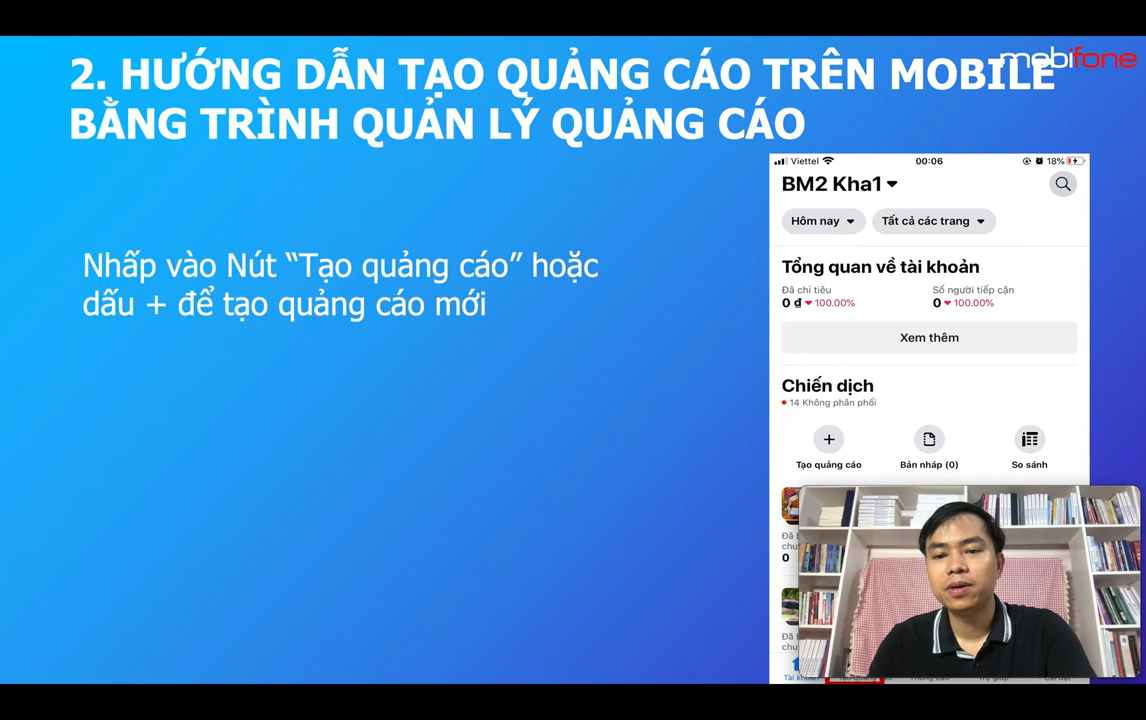 mobifone
2. HƯỚNG DẪN TẠO QUẢNG CÁO TRÊN MOBILE
BẰNG TRÌNH QUẢN LÝ QUẢNG CÁO
Nhấp vào Nút “Tạo quảng cáo” hoặc
dấu + để tạo quảng cáo mới
Viettel 00:06 18%
BM2 Kha1
Hôm nay Tất cả các trang
Tổng quan về tài khoản
Đã chi tiêu Số người tiếp cận
0 ₫ 100.00% 0 100.00%
Xem thêm
Chiến dịch
14 Không phân phối
Tạo quảng cáo Bản nháp (0) So sánh
0